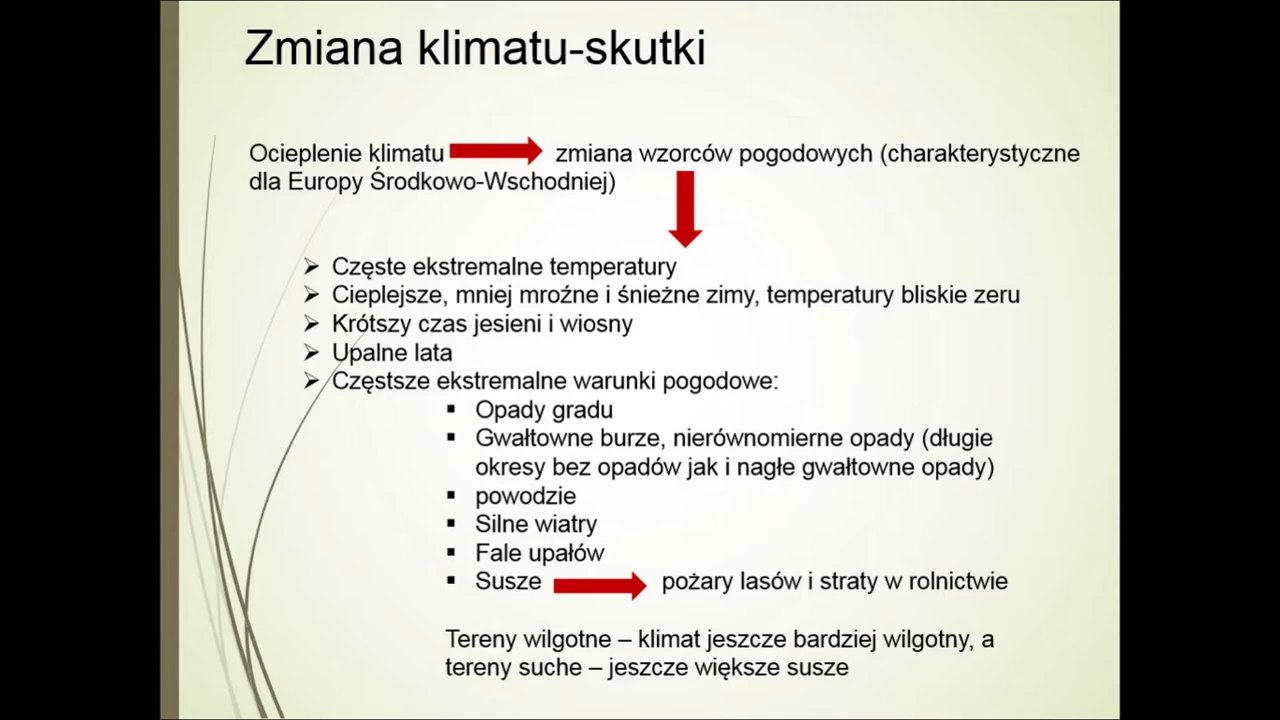 Zmiana klimatu-skutki
Ocieplenie klimatu zmiana wzorców pogodowych (charakterystyczne
dla Europy Środkowo-Wschodniej)
Częste ekstremalne temperatury
Cieplejsze, mniej mroźne i śnieżne zimy, temperatury bliskie zeru
Krótszy czas jesieni i wiosny
Upalne lata
Częstsze ekstremalne warunki pogodowe:
Opady gradu
Gwałtowne burze, nierównomierne opady (długie
okresy bez opadów jak i nagłe gwałtowne opady)
powodzie
Silne wiatry
Fale upałów
Susze pożary lasów i straty w rolnictwie
Tereny wilgotne – klimat jeszcze bardziej wilgotny, a
tereny suche – jeszcze większe susze